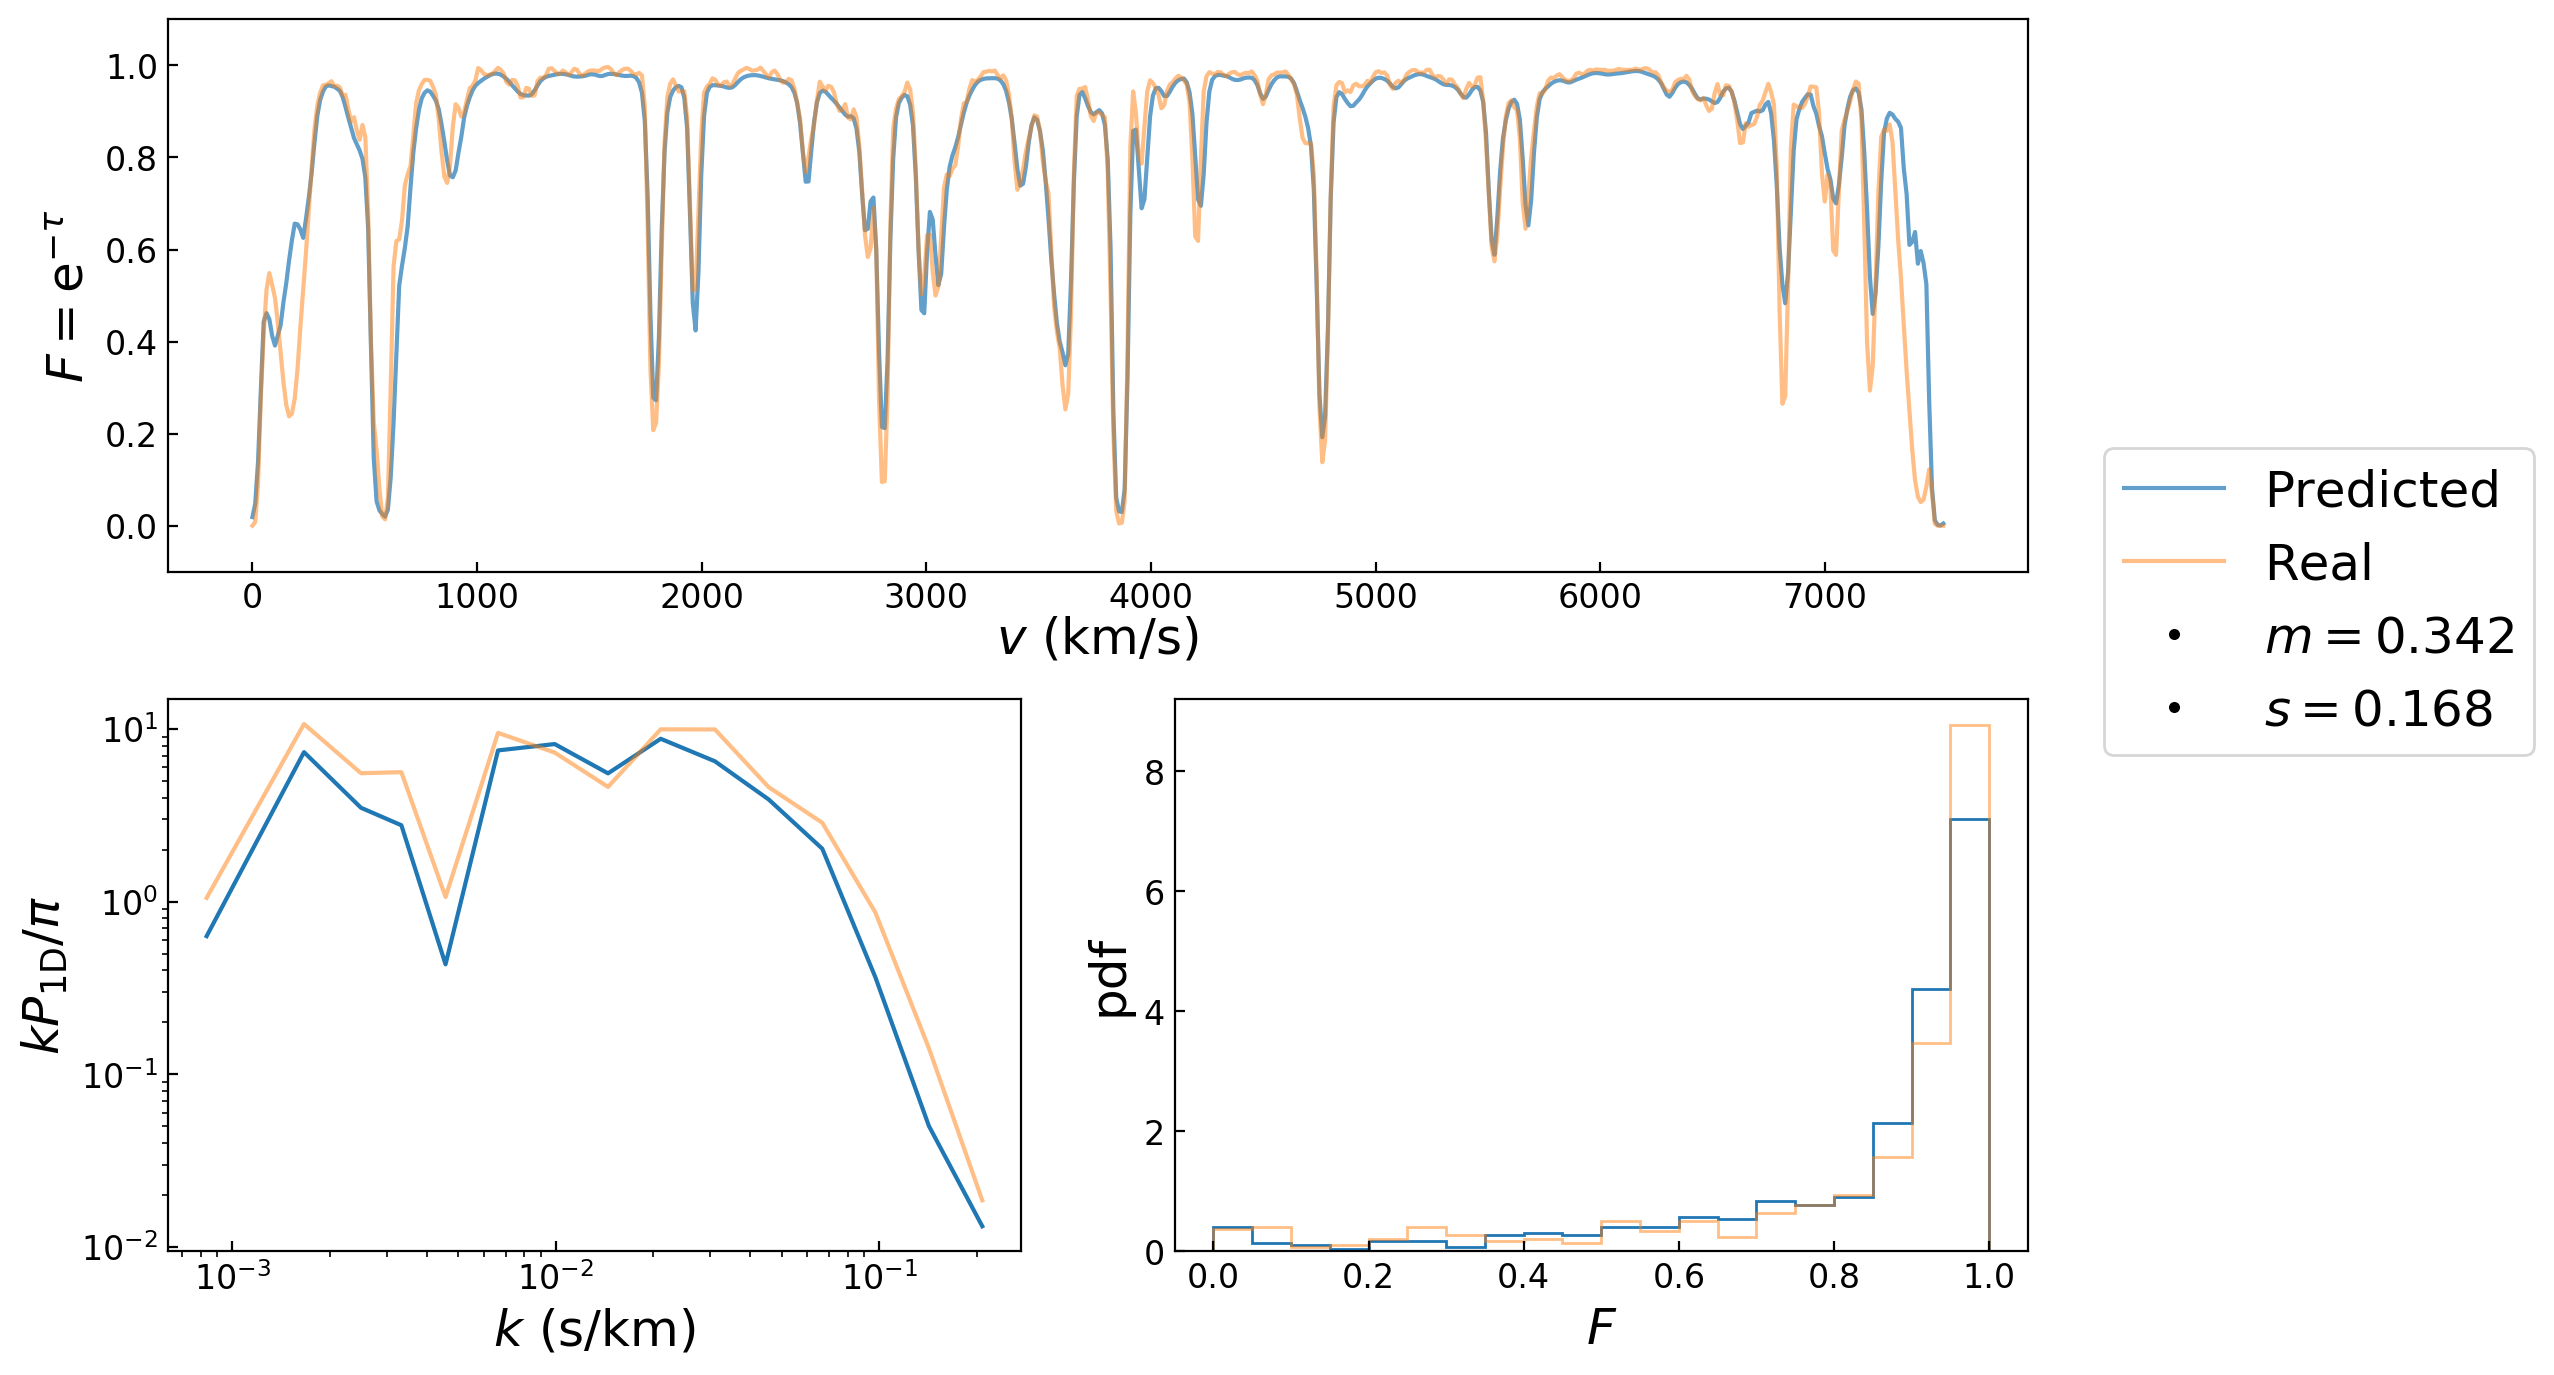 1.0
0.8
0.6
0.4
0.2
0.0
F = e^{−τ}
0 1000 2000 3000 4000 5000 6000 7000
v (km/s)
Predicted
Real
m = 0.342
s = 0.168
10^1
10^0
10^{−1}
10^{−2}
kP_{1D}/π
10^{−3} 10^{−2} 10^{−1}
k (s/km)
8
6
4
2
0
pdf
0.0 0.2 0.4 0.6 0.8 1.0
F